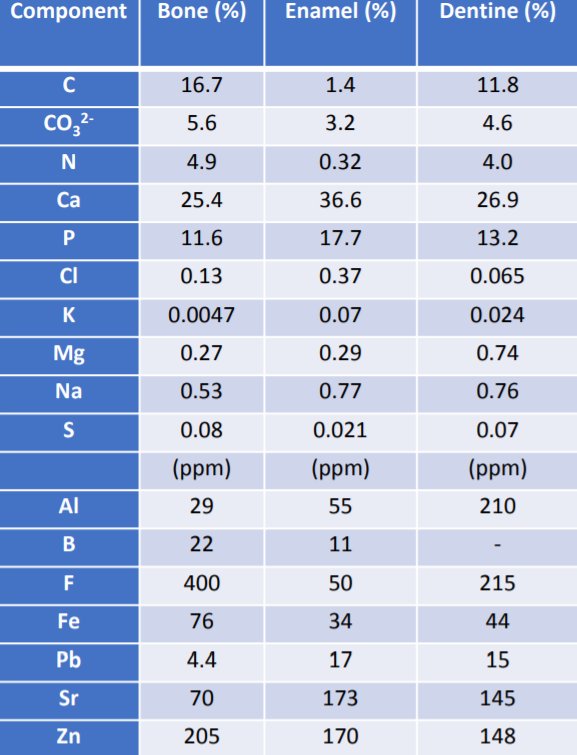 Component Bone (%) Enamel (%) Dentine (%)
C 16.7 1.4 11.8
CO₃²⁻ 5.6 3.2 4.6
N 4.9 0.32 4.0
Ca 25.4 36.6 26.9
P 11.6 17.7 13.2
Cl 0.13 0.37 0.065
K 0.0047 0.07 0.024
Mg 0.27 0.29 0.74
Na 0.53 0.77 0.76
S 0.08 0.021 0.07
(ppm) (ppm) (ppm)
Al 29 55 210
B 22 11 -
F 400 50 215
Fe 76 34 44
Pb 4.4 17 15
Sr 70 173 145
Zn 205 170 148